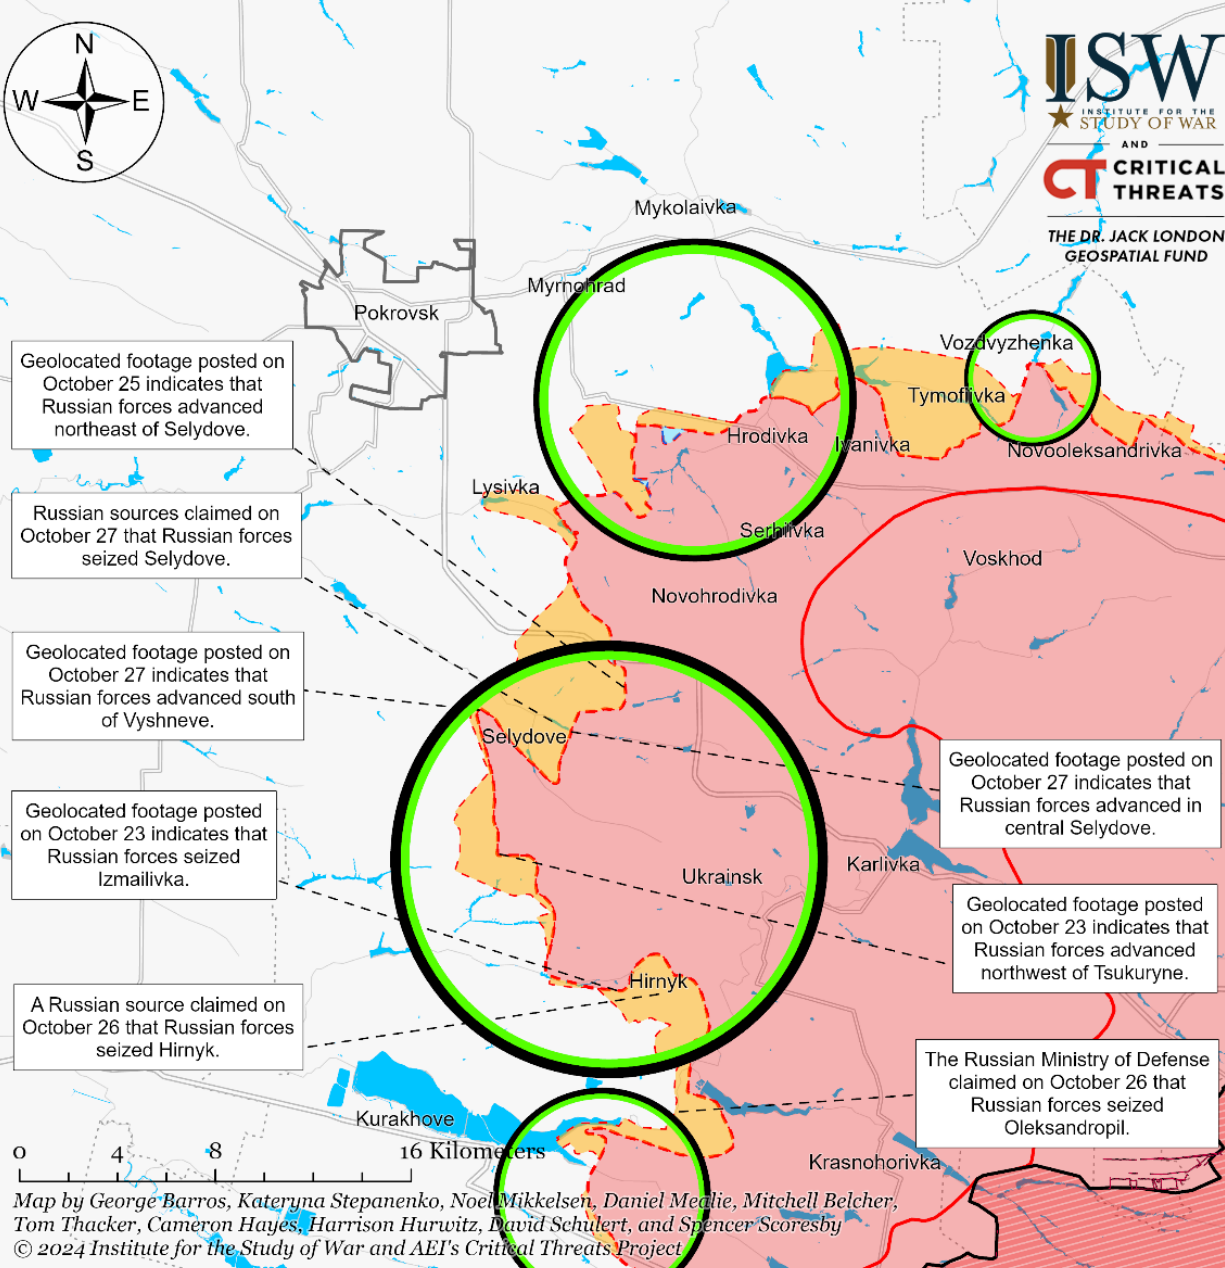 N
W E
S
ISW
INSTITUTE FOR THE
STUDY OF WAR
AND
CT CRITICAL
THREATS
THE DR. JACK LONDON
GEOSPATIAL FUND
Mykolaivka
Myrnohrad
Pokrovsk
Vozdvyzhenka
Tymofiivka
Hrodivka
Ivanivka
Novooleksandrivka
Lysivka
Serhiivka
Voskhod
Novohrodivka
Selydove
Ukrainsk
Karlivka
Hirnyk
Kurakhove
Krasnohorivka
Geolocated footage posted on
October 25 indicates that
Russian forces advanced
northeast of Selydove.
Russian sources claimed on
October 27 that Russian forces
seized Selydove.
Geolocated footage posted on
October 27 indicates that
Russian forces advanced south
of Vyshneve.
Geolocated footage posted
on October 23 indicates that
Russian forces seized
Izmailivka.
A Russian source claimed on
October 26 that Russian forces
seized Hirnyk.
Geolocated footage posted on
October 27 indicates that
Russian forces advanced in
central Selydove.
Geolocated footage posted
on October 23 indicates that
Russian forces advanced
northwest of Tsukuryne.
The Russian Ministry of Defense
claimed on October 26 that
Russian forces seized
Oleksandropil.
0 4 8 16 Kilometers
Map by George Barros, Kateryna Stepanenko, Noel Mikkelsen, Daniel Mealie, Mitchell Belcher,
Tom Thacker, Cameron Hayes, Harrison Hurwitz, David Schulert, and Spencer Scoresby
© 2024 Institute for the Study of War and AEI's Critical Threats Project